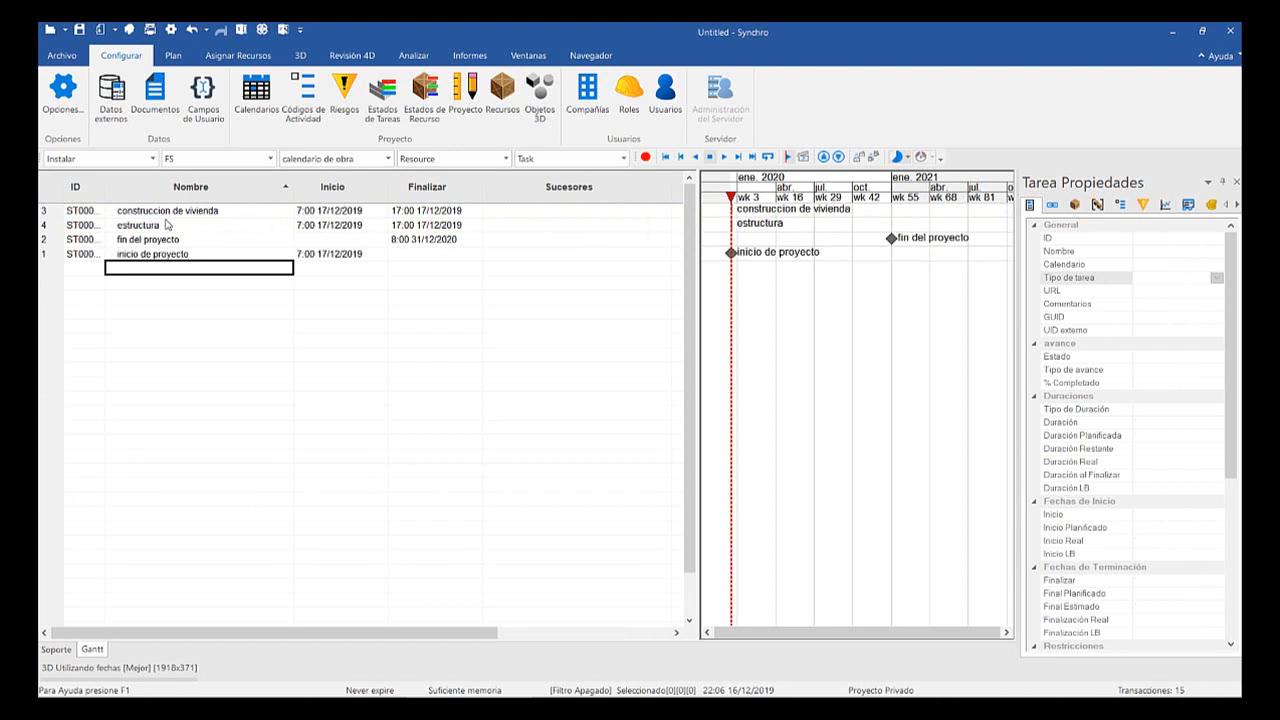 Untitled - Synchro
Archivo Configurar Plan Asignar Recursos 3D Revisión 4D Analizar Informes Ventanas Navegador Ayuda
Opciones... Datos externos Documentos Campos de Usuario Calendarios Códigos de Actividad Riesgos Estados de Tareas Estados de Recurso Proyecto Recursos Objetos 3D Compañías Roles Usuarios Administración del Servidor
Opciones Datos Proyecto Usuarios Servidor
Instalar FS calendario de obra Resource Task
ID Nombre Inicio Finalizar Sucesores
3 ST000... construccion de vivienda 7:00 17/12/2019 17:00 17/12/2019
4 ST000... estructura 7:00 17/12/2019 17:00 17/12/2019
2 ST000... fin del proyecto 8:00 31/12/2020
1 ST000... inicio de proyecto 7:00 17/12/2019
ene. 2020 ene. 2021
abr. jul. oct. abr. jul. o
wk 3 wk 16 wk 29 wk 42 wk 55 wk 68 wk 81 w
construccion de vivienda
estructura
fin del proyecto
inicio de proyecto
Tarea Propiedades
General
ID
Nombre
Calendario
Tipo de tarea
URL
Comentarios
GUID
UID externo
avance
Estado
Tipo de avance
% Completado
Duraciones
Tipo de Duración
Duración
Duración Planificada
Duración Restante
Duración Real
Duración al Finalizar
Duración LB
Fechas de Inicio
Inicio
Inicio Planificado
Inicio Real
Inicio LB
Fechas de Terminación
Finalizar
Final Planificado
Final Estimado
Finalización Real
Finalización LB
Restricciones
Soporte Gantt
3D Utilizando fechas [Mejor] [1918x371]
Para Ayuda presione F1 Never expire Suficiente memoria [Filtro Apagado] Seleccionado[0][0][0] 22:06 16/12/2019 Proyecto Privado Transacciones: 15